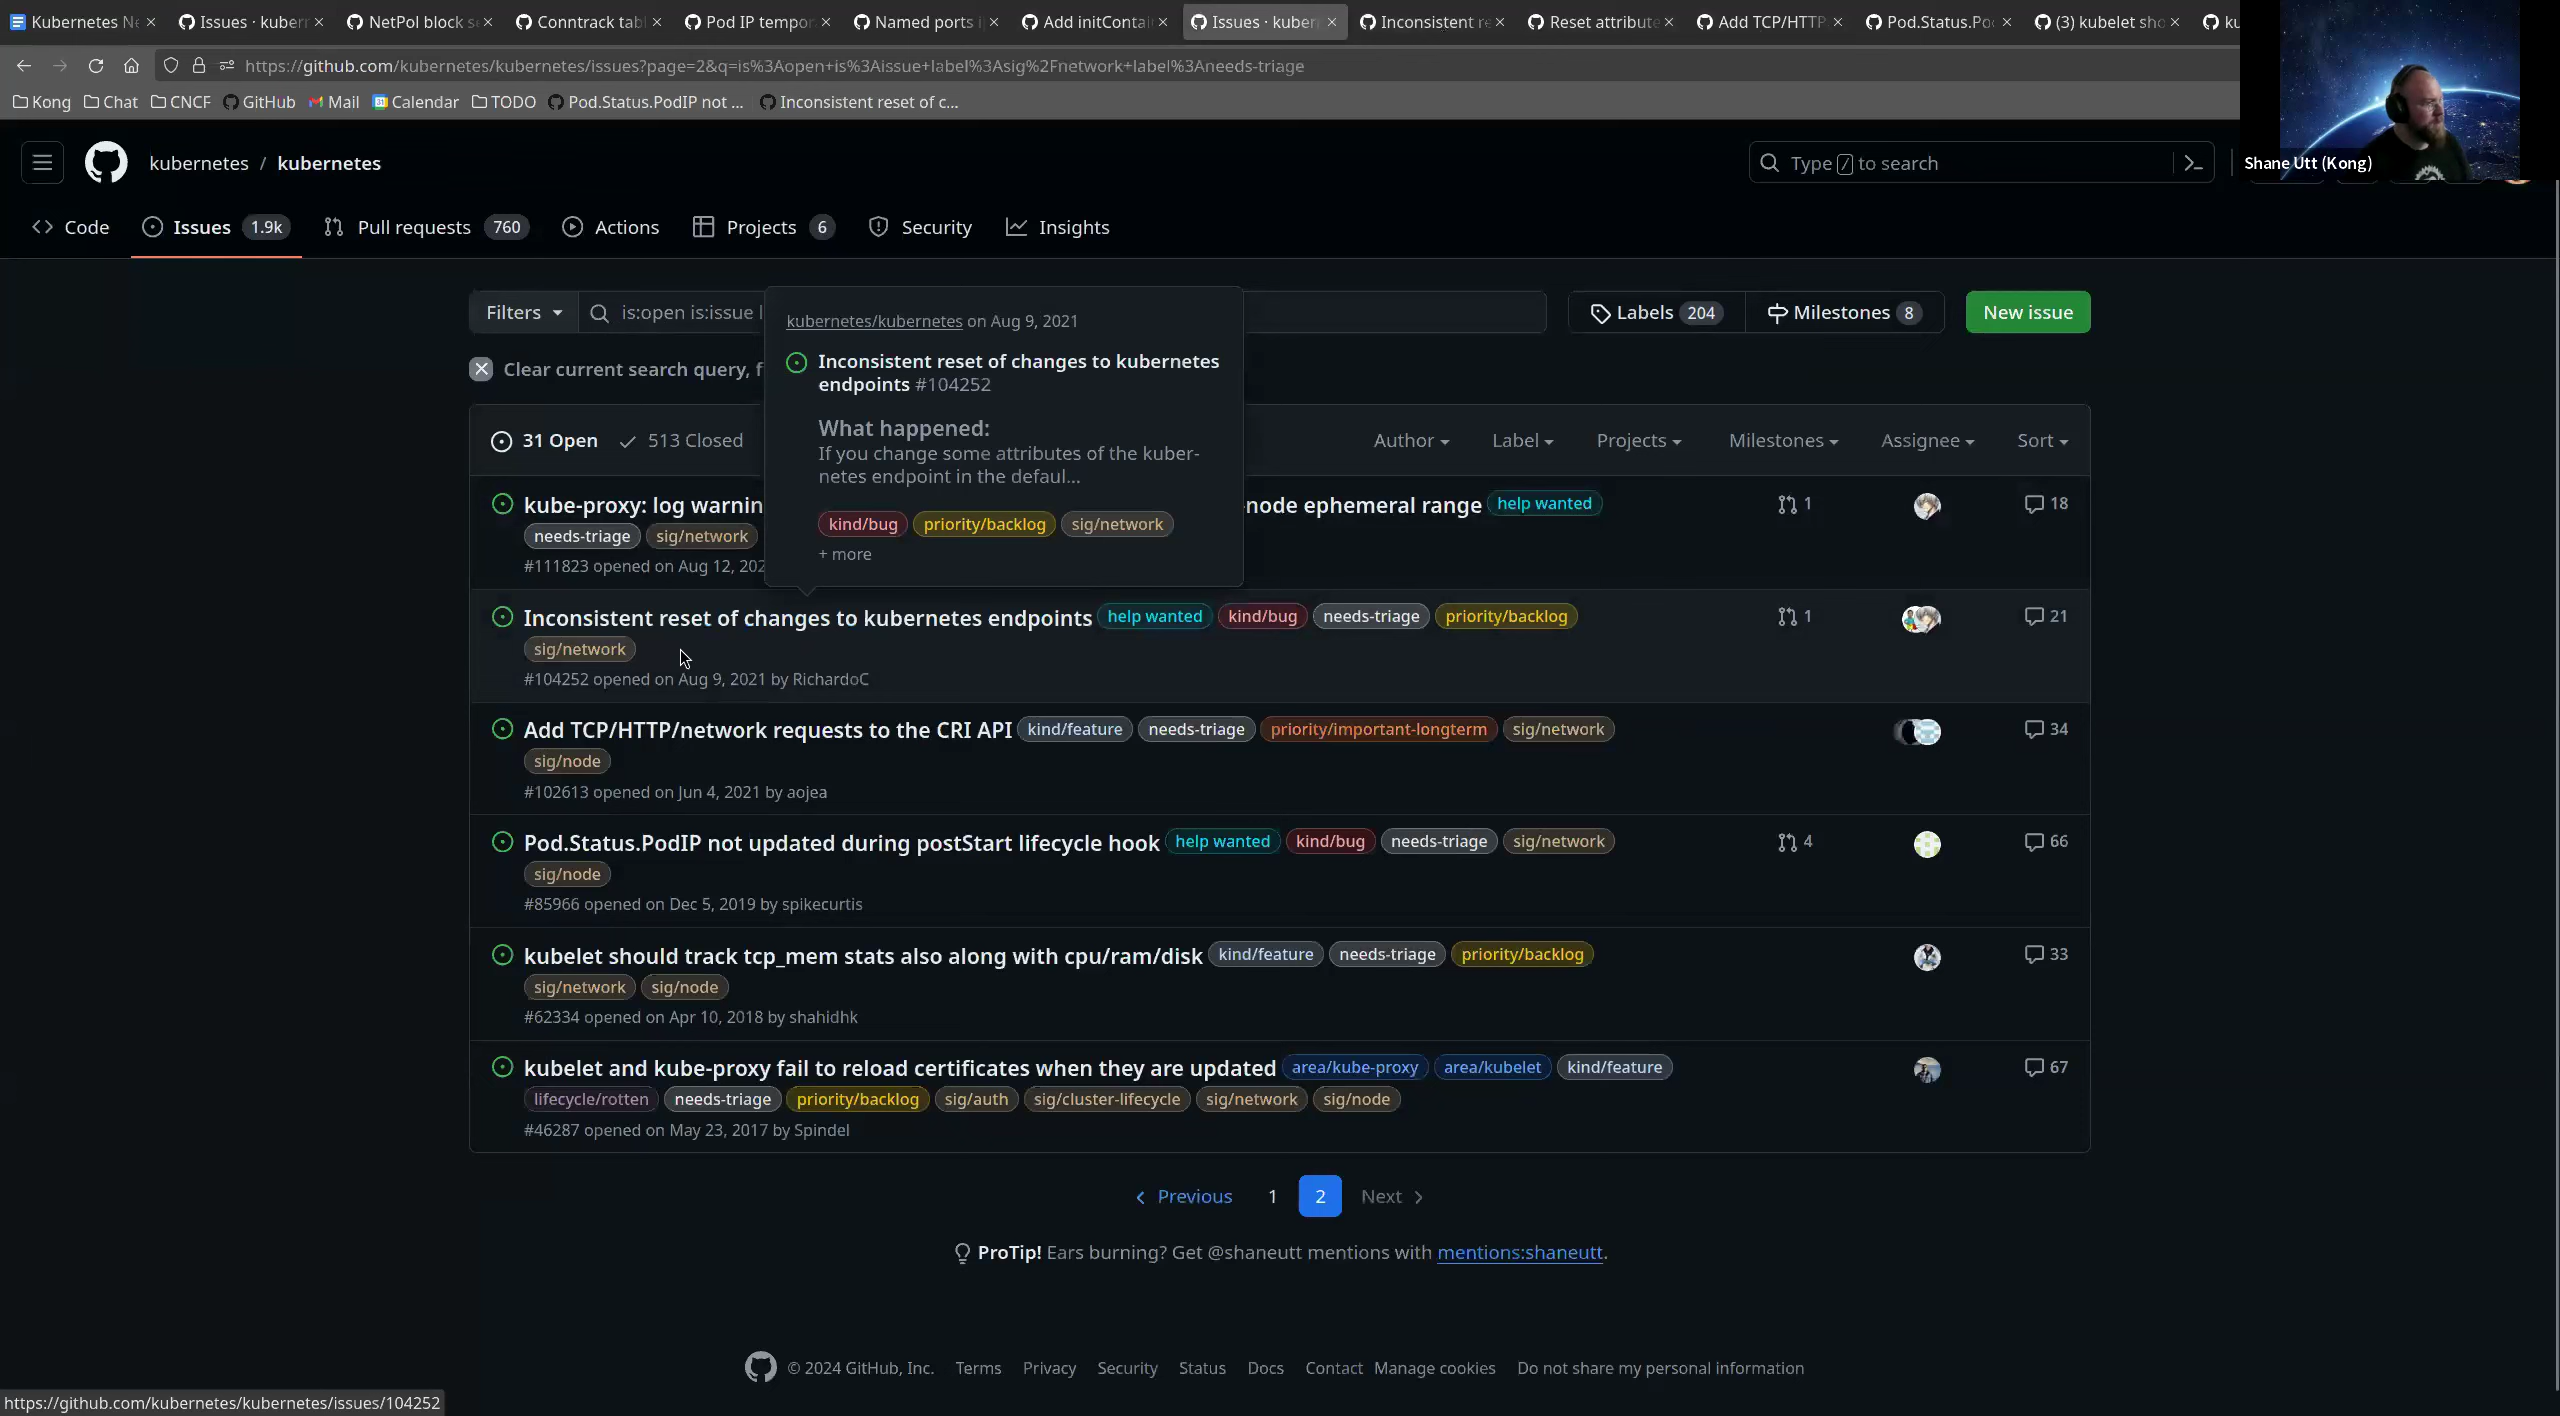 Kubernetes Ne
Issues · kubern
NetPol block s
Conntrack tab
Pod IP tempor
Named ports i
Add initContai
Issues · kubern
Inconsistent re
Reset attribute
Add TCP/HTTP
Pod.Status.Po
(3) kubelet sho
ku
https://github.com/kubernetes/kubernetes/issues?page=2&q=is%3Aopen+is%3Aissue+label%3Asig%2Fnetwork+label%3Aneeds-triage
Kong Chat CNCF GitHub Mail Calendar TODO Pod.Status.PodIP not ... Inconsistent reset of c...
Shane Utt (Kong)
kubernetes / kubernetes
Type / to search
Code Issues 1.9k Pull requests 760 Actions Projects 6 Security Insights
Filters is:open is:issue l
Labels 204 Milestones 8 New issue
Clear current search query, f
kubernetes/kubernetes on Aug 9, 2021
Inconsistent reset of changes to kubernetes
endpoints #104252
What happened:
If you change some attributes of the kuber-
netes endpoint in the defaul...
kind/bug priority/backlog sig/network
+ more
31 Open 513 Closed Author Label Projects Milestones Assignee Sort
kube-proxy: log warnin -node ephemeral range help wanted 1 18
needs-triage sig/network
#111823 opened on Aug 12, 202
Inconsistent reset of changes to kubernetes endpoints help wanted kind/bug needs-triage priority/backlog 1 21
sig/network
#104252 opened on Aug 9, 2021 by RichardoC
Add TCP/HTTP/network requests to the CRI API kind/feature needs-triage priority/important-longterm sig/network 34
sig/node
#102613 opened on Jun 4, 2021 by aojea
Pod.Status.PodIP not updated during postStart lifecycle hook help wanted kind/bug needs-triage sig/network 4 66
sig/node
#85966 opened on Dec 5, 2019 by spikecurtis
kubelet should track tcp_mem stats also along with cpu/ram/disk kind/feature needs-triage priority/backlog 33
sig/network sig/node
#62334 opened on Apr 10, 2018 by shahidhk
kubelet and kube-proxy fail to reload certificates when they are updated area/kube-proxy area/kubelet kind/feature 67
lifecycle/rotten needs-triage priority/backlog sig/auth sig/cluster-lifecycle sig/network sig/node
#46287 opened on May 23, 2017 by Spindel
Previous 1 2 Next
ProTip! Ears burning? Get @shaneutt mentions with mentions:shaneutt.
© 2024 GitHub, Inc. Terms Privacy Security Status Docs Contact Manage cookies Do not share my personal information
https://github.com/kubernetes/kubernetes/issues/104252